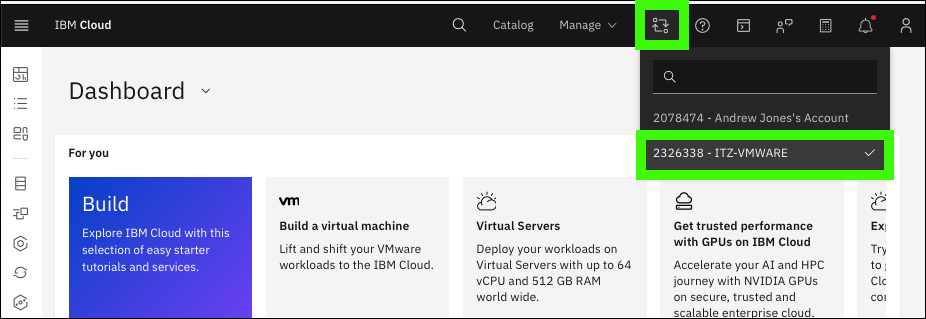 IBM Cloud
Catalog
Manage
Dashboard
2078474 - Andrew Jones's Account
2326338 - ITZ-VMWARE
For you
Build
Explore IBM Cloud with this
selection of easy starter
tutorials and services.
vm
Build a virtual machine
Lift and shift your VMware
workloads to the IBM Cloud.
Virtual Servers
Deploy your workloads on
Virtual Servers with up to 64
vCPU and 512 GB RAM
world wide.
Get trusted performance
with GPUs on IBM Cloud
Accelerate your AI and HPC
journey with NVIDIA GPUs
on secure, trusted and
scalable enterprise cloud.
Exp
Try
to g
Clo
con